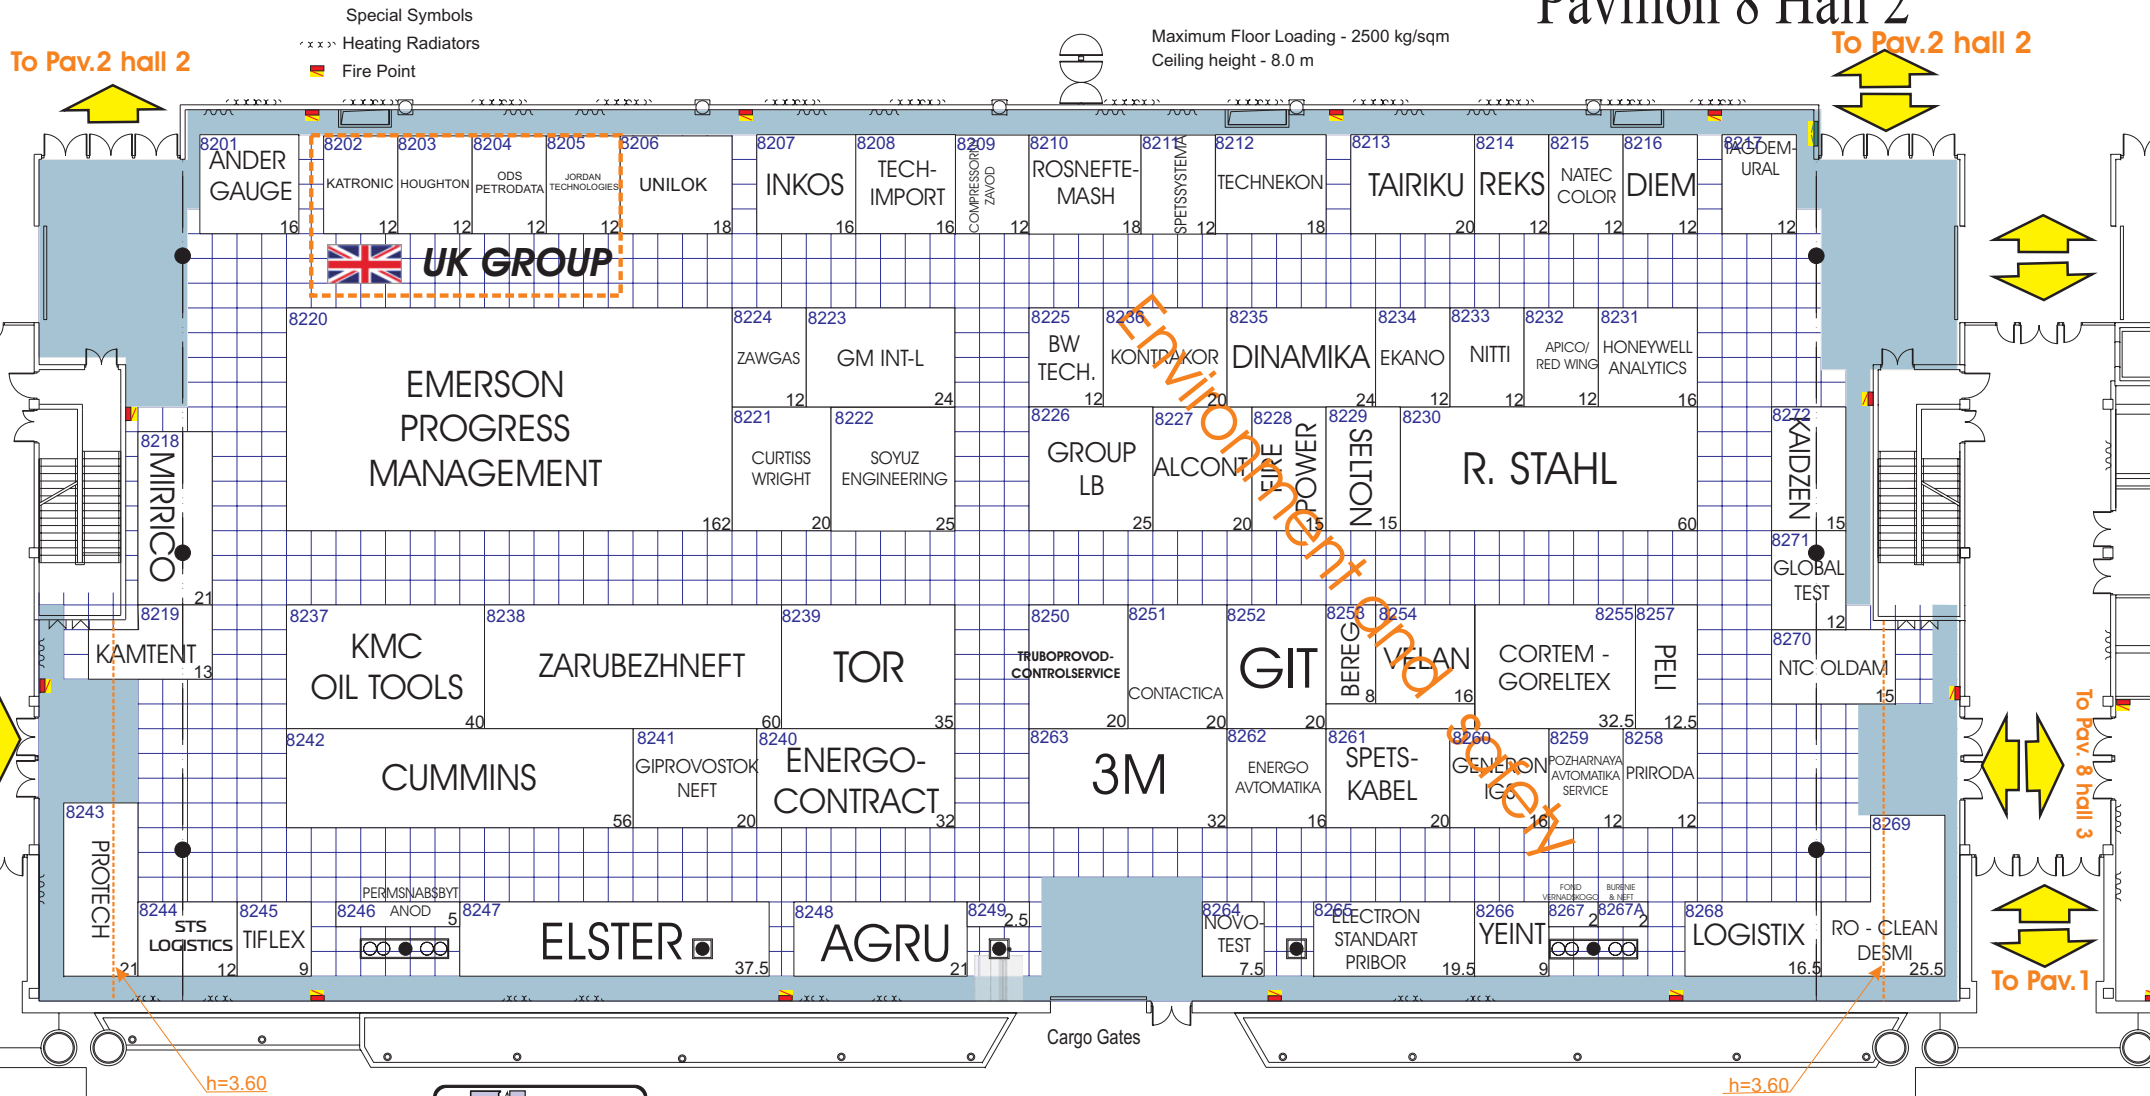 Pavilion 8 Hall 2
Special Symbols
Heating Radiators
Fire Point
Maximum Floor Loading - 2500 kg/sqm
Ceiling height - 8.0 m
To Pav.2 hall 2
To Pav.2 hall 2
8201
ANDER
GAUGE
16
8202
KATRONIC
12
8203
HOUGHTON
12
8204
ODS
PETRODATA
12
8205
JORDAN
TECHNOLOGIES
12
8206
UNILOK
18
8207
INKOS
16
8208
TECH-
IMPORT
16
8209
COMPRESSORNY
ZAVOD
12
8210
ROSNEFTE-
MASH
18
8211
SPETSSYSTEMA
12
8212
TECHNEKON
18
8213
TAIRIKU
20
8214
REKS
12
8215
NATEC
COLOR
12
8216
DIEM
12
8217
TAGDEM-
URAL
12
UK GROUP
8220
EMERSON
PROGRESS
MANAGEMENT
162
8224
ZAWGAS
12
8223
GM INT-L
24
8221
CURTISS
WRIGHT
20
8222
SOYUZ
ENGINEERING
25
8225
BW
TECH.
12
8236
KONTRAKOR
20
8235
DINAMIKA
24
8234
EKANO
12
8233
NITTI
12
8232
APICO/
RED WING
12
8231
HONEYWELL
ANALYTICS
16
8226
GROUP
LB
25
8227
ALCONT
20
8228
FIRE
POWER
15
8229
SELTON
15
8230
R. STAHL
60
8272
KAIDZEN
15
8271
GLOBAL
TEST
12
8270
NTC OLDAM
15
8218
MIRRICO
21
8219
KAMTENT
13
Environment and safety
8237
KMC
OIL TOOLS
40
8238
ZARUBEZHNEFT
60
8239
TOR
35
8242
CUMMINS
56
8241
GIPROVOSTOK
NEFT
20
8240
ENERGO-
CONTRACT
32
8250
TRUBOPROVOD-
CONTROLSERVICE
20
8251
CONTACTICA
20
8252
GIT
20
8253
BEREG
8
8254
VELAN
16
8255
CORTEM -
GORELTEX
32.5
8257
PELI
12.5
8263
3M
32
8262
ENERGO
AVTOMATIKA
16
8261
SPETS-
KABEL
20
8260
GENERON
IGS
16
8259
POZHARNAYA
AVTOMATIKA
SERVICE
12
8258
PRIRODA
12
8243
PROTECH
21
8244
STS
LOGISTICS
12
8245
TIFLEX
9
8246
PERMSNABSBYT
ANOD
5
8247
ELSTER
37.5
8248
AGRU
21
8249
2.5
8264
NOVO-
TEST
7.5
8265
ELECTRON
STANDART
PRIBOR
19.5
8266
YEINT
9
FOND
VERNADSKOGO
8267
2
BURENIE
& NEFT
8267A
2
8268
LOGISTIX
16.5
8269
RO - CLEAN
DESMI
25.5
To Pav. 8 hall 3
To Pav.1
Cargo Gates
h=3.60
h=3.60